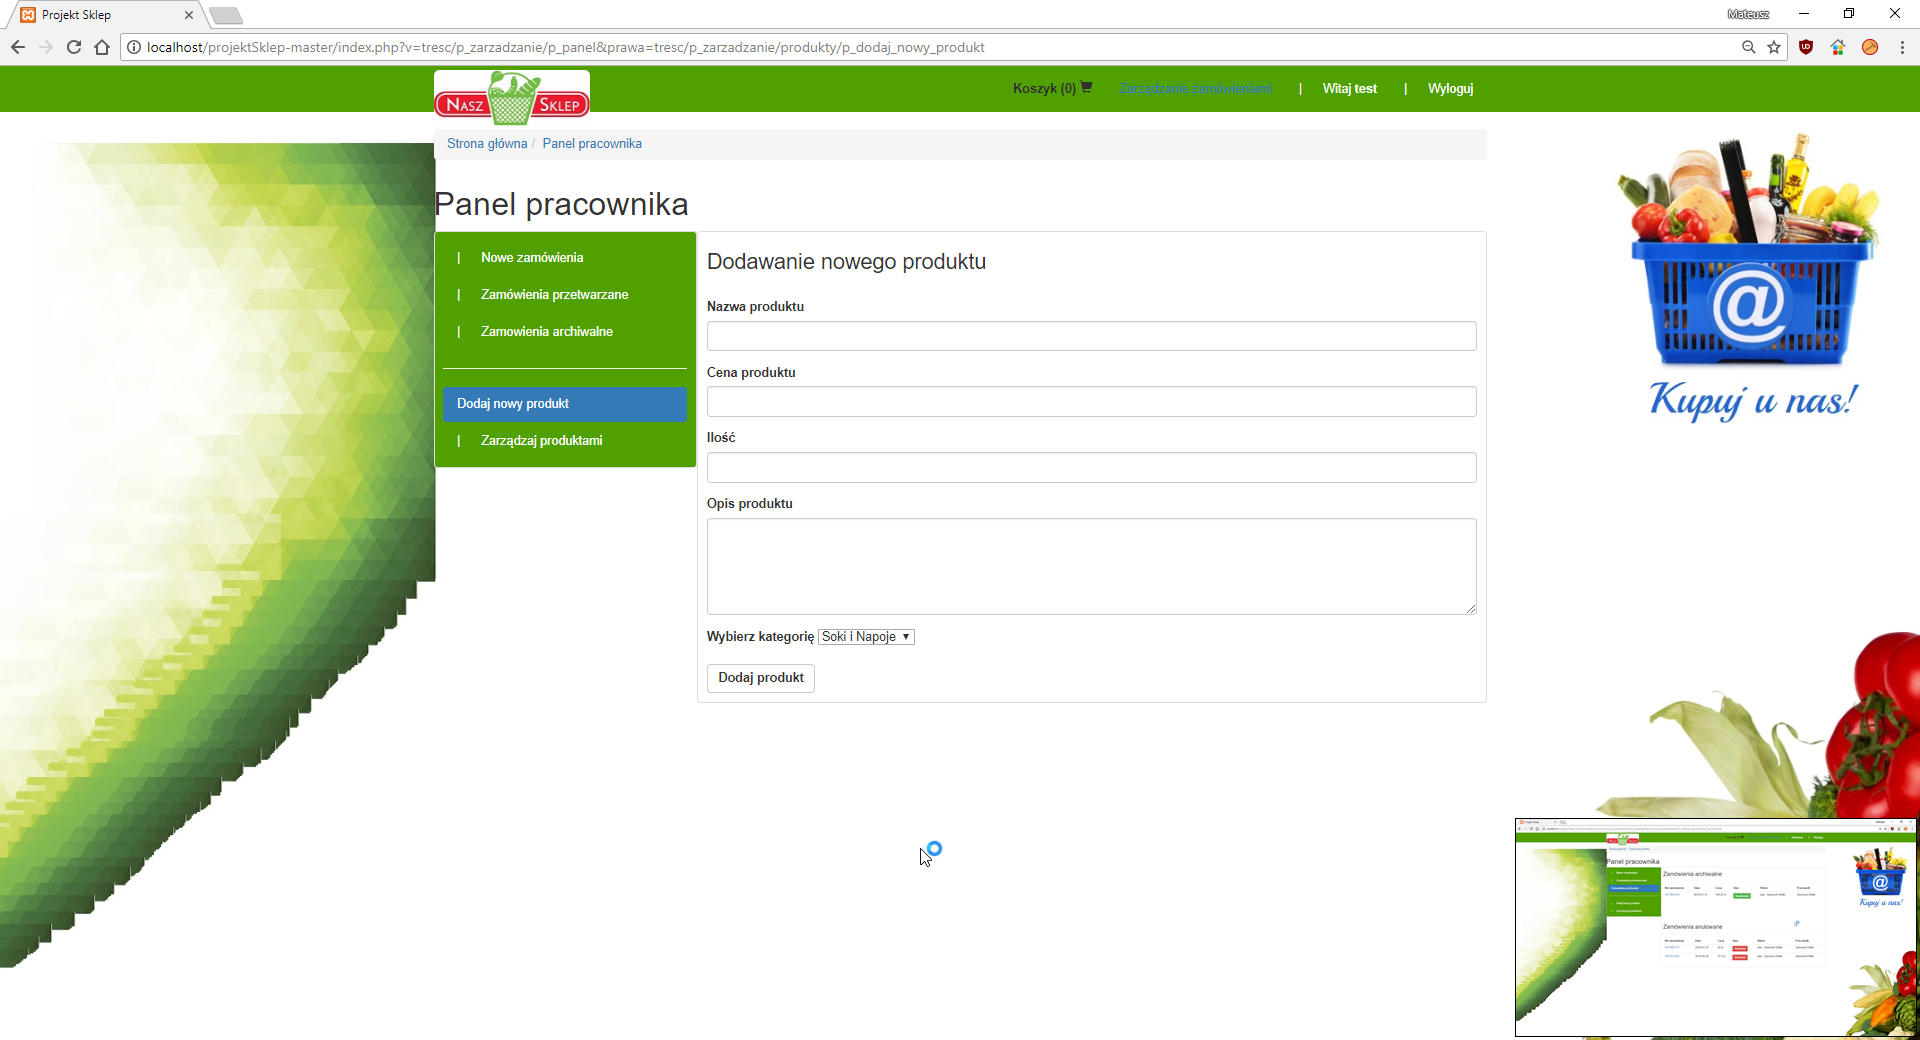 Projekt Sklep
Mateusz
localhost/projektSklep-master/index.php?v=tresc/p_zarzadzanie/p_panel&prawa=tresc/p_zarzadzanie/produkty/p_dodaj_nowy_produkt
NASZ SKLEP
Koszyk (0) Zarządzanie zamówieniami | Witaj test | Wyloguj
Strona główna / Panel pracownika
Panel pracownika
| Nowe zamówienia
| Zamówienia przetwarzane
| Zamowienia archiwalne
Dodaj nowy produkt
| Zarządzaj produktami
Dodawanie nowego produktu
Nazwa produktu
Cena produktu
Ilość
Opis produktu
Wybierz kategorię Soki i Napoje
Dodaj produkt
@
Kupuj u nas!
Panel pracownika
Zamówienia archiwalne
Zamówienia anulowane
@
Kupuj u nas!